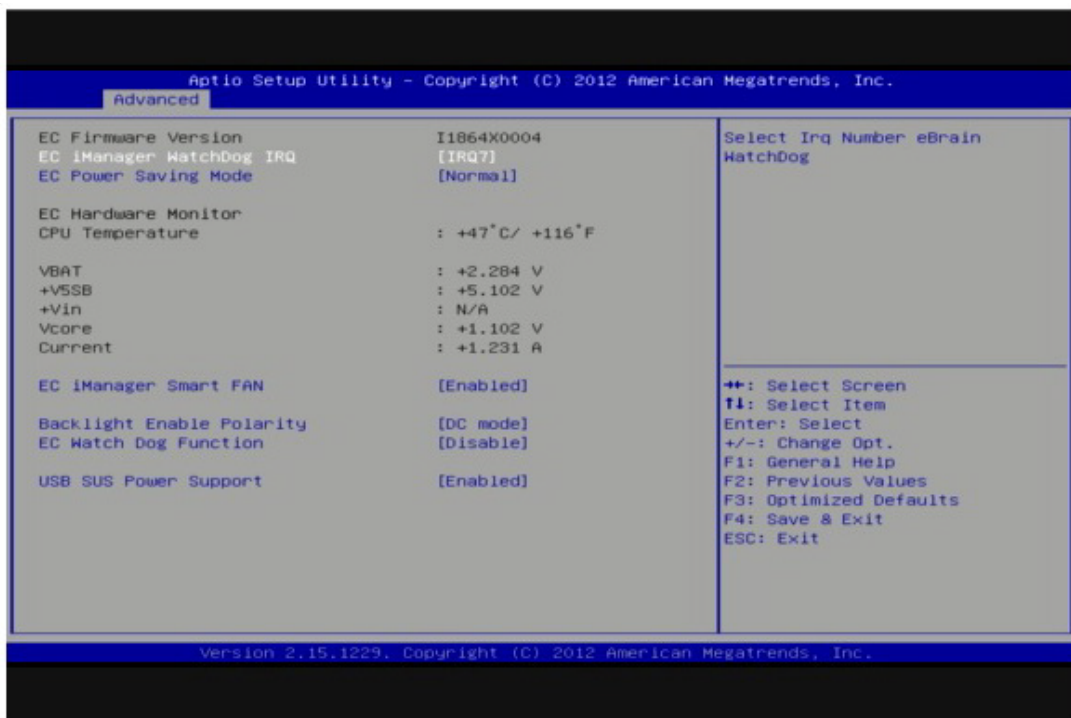 Aptio Setup Utility - Copyright (C) 2012 American Megatrends, Inc.
Advanced
EC Firmware Version I1864X0004
EC iManager WatchDog IRQ [IRQ7]
EC Power Saving Mode [Normal]
EC Hardware Monitor
CPU Temperature : +47°C/ +116°F
VBAT : +2.284 V
+V5SB : +5.102 V
+Vin : N/A
Vcore : +1.102 V
Current : +1.231 A
EC iManager Smart FAN [Enabled]
Backlight Enable Polarity [DC mode]
EC Watch Dog Function [Disable]
USB SUS Power Support [Enabled]
Select Irq Number eBrain
WatchDog
→←: Select Screen
↑↓: Select Item
Enter: Select
+/-: Change Opt.
F1: General Help
F2: Previous Values
F3: Optimized Defaults
F4: Save & Exit
ESC: Exit
Version 2.15.1229. Copyright (C) 2012 American Megatrends, Inc.